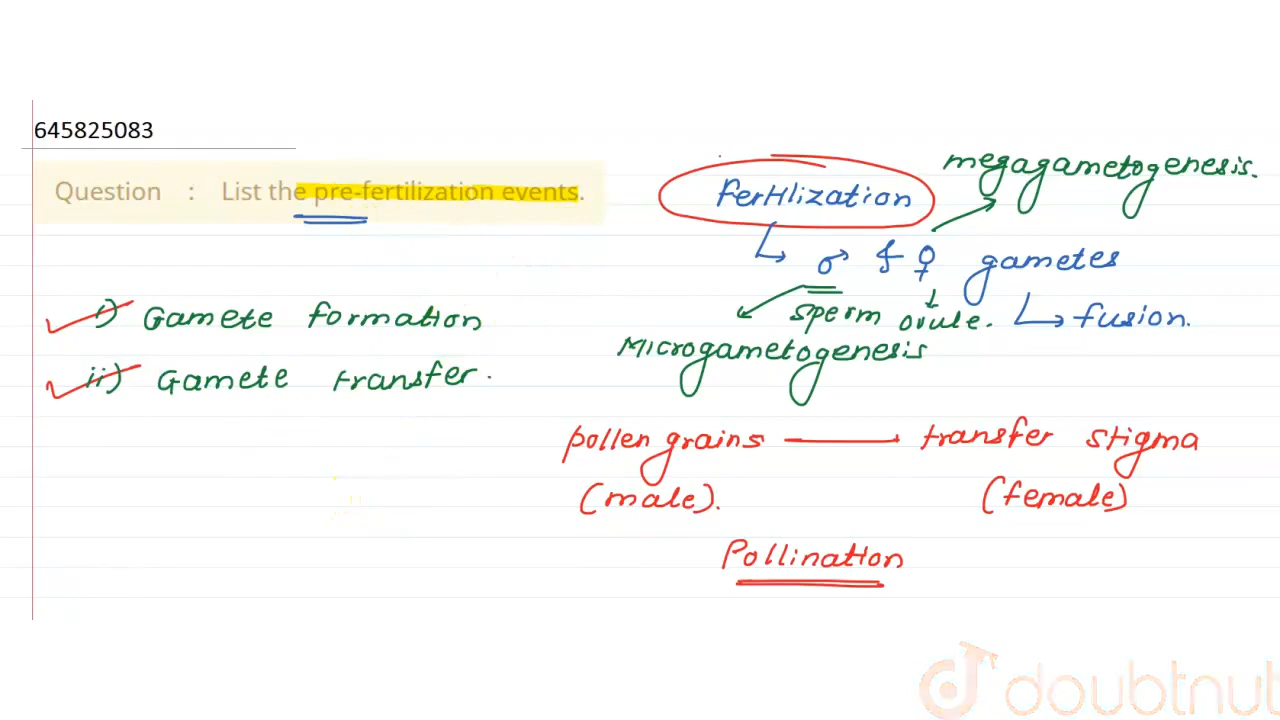 645825083
Question : List the pre-fertilization events.
Fertilization
megagametogenesis.
♂ & ♀ gametes
sperm ovule. fusion.
Microgametogenesis
i) Gamete formation
ii) Gamete transfer.
pollen grains transfer stigma
(male). (female)
Pollination
doubtnut